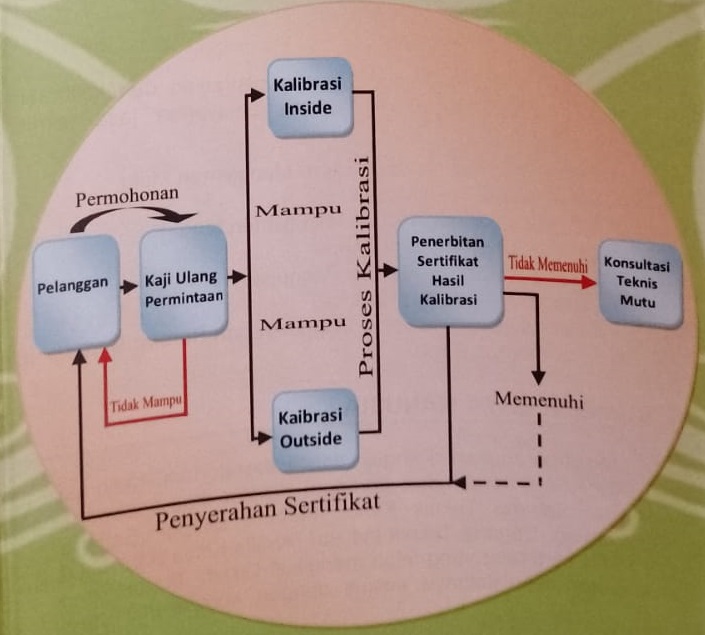 Permohonan
Pelanggan
Kaji Ulang
Permintaan
Tidak Mampu
Kalibrasi
Inside
Mampu
Mampu
Kaibrasi
Outside
Proses Kalibrasi
Penerbitan
Sertifikat
Hasil
Kalibrasi
Tidak Memenuhi
Konsultasi
Teknis
Mutu
Memenuhi
Penyerahan Sertifikat